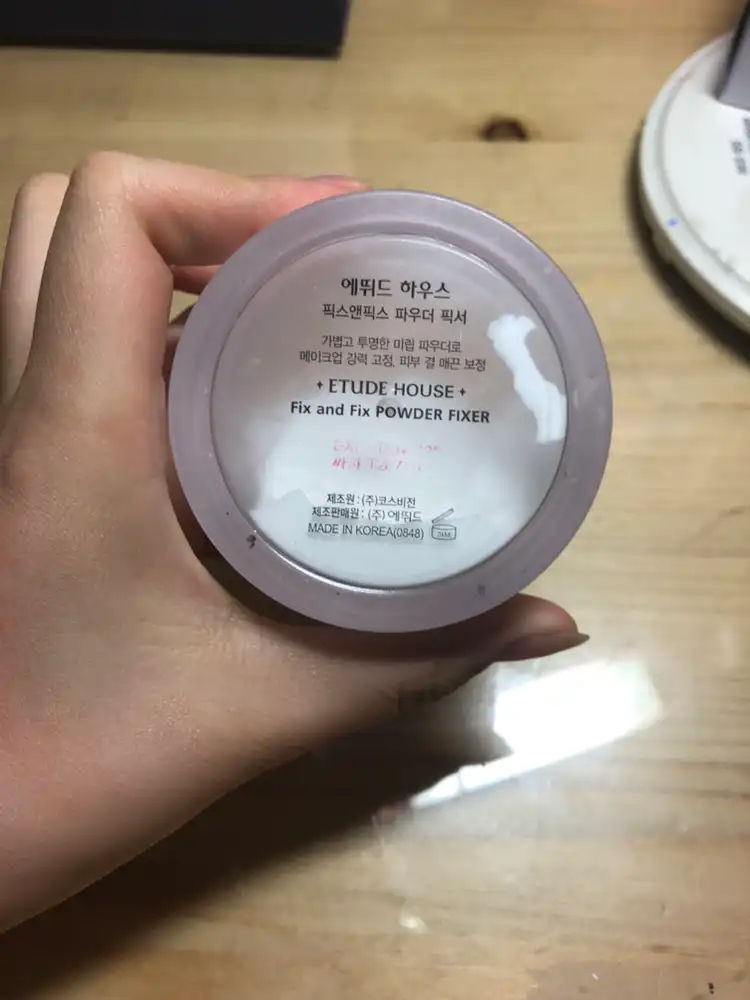 에뛰드 하우스
픽스앤픽스 파우더 픽서
가볍고 투명한 미립 파우더로
메이크업 강력 고정, 피부 결 매끈 보정
ETUDE HOUSE
Fix and Fix POWDER FIXER
제조원 : (주)코스비전
제조판매원 : (주) 에뛰드
MADE IN KOREA(0848)